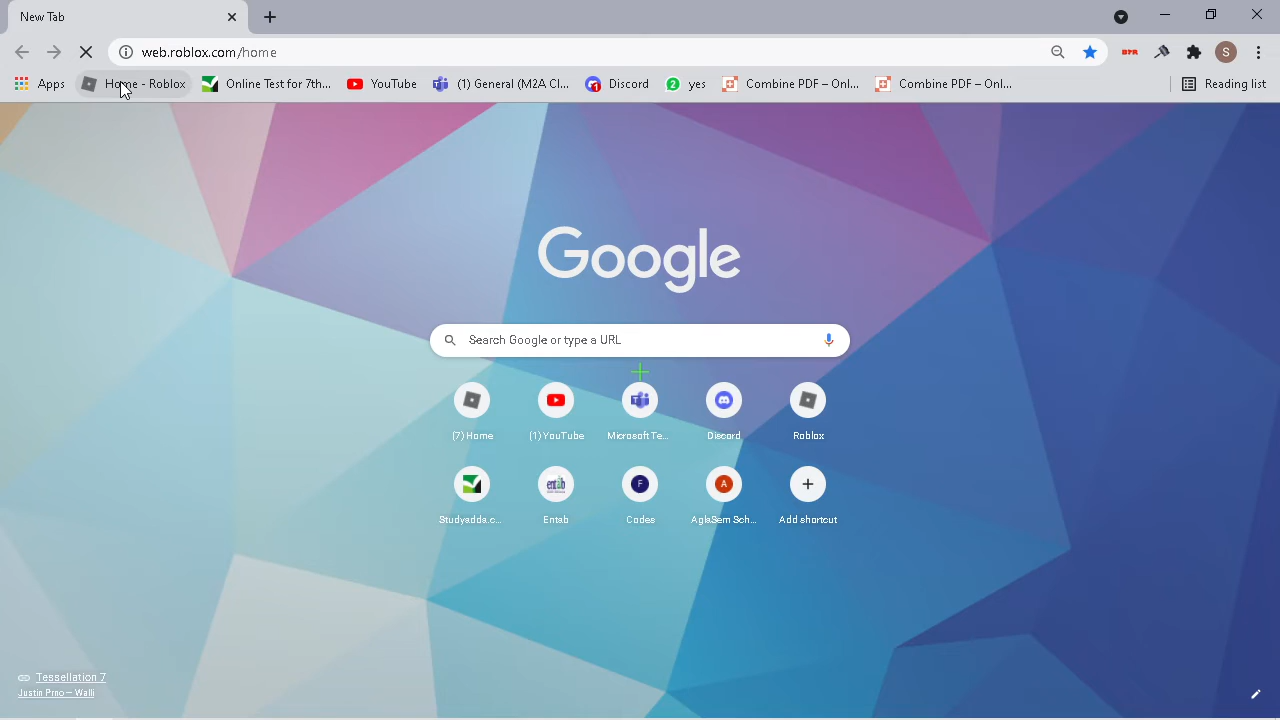 New Tab
web.roblox.com/home
Apps Home - Roblox Online Test for 7th... YouTube (1) General (M2A Cl... Discord yes Combine PDF – Onl... Combine PDF – Onl... Reading list
Google
Search Google or type a URL
(7) Home (1) YouTube Microsoft Te... Discord Roblox
Studyadda.c... Entab Codes AglaSem Sch... Add shortcut
Tessellation 7
Justin Prno — Walli